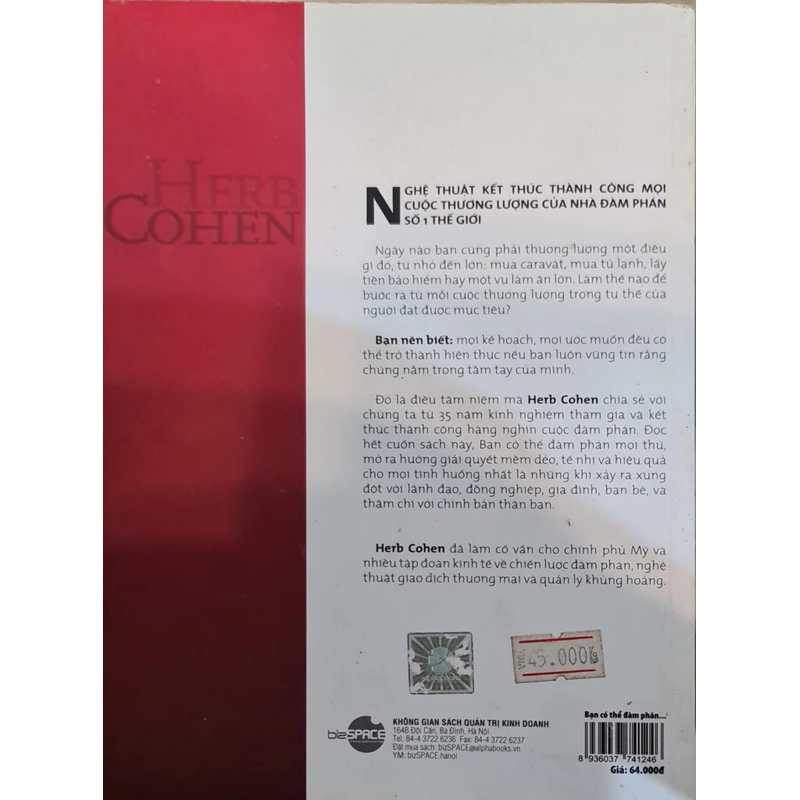 HERB
COHEN
NGHỆ THUẬT KẾT THÚC THÀNH CÔNG MỌI
CUỘC THƯƠNG LƯỢNG CỦA NHÀ ĐÀM PHÁN
SỐ 1 THẾ GIỚI
Ngày nào bạn cũng phải thương lượng một điều
gì đó, từ nhỏ đến lớn: mua caravát, mua tủ lạnh, lấy
tiền bảo hiểm hay một vụ làm ăn lớn. Làm thế nào để
bước ra từ mỗi cuộc thương lượng trong tư thế của
người đạt được mục tiêu?
Bạn nên biết: mọi kế hoạch, mọi ước muốn đều có
thể trở thành hiện thực nếu bạn luôn vững tin rằng
chúng nằm trong tầm tay của mình.
Đó là điều tâm niệm mà Herb Cohen chia sẻ với
chúng ta từ 35 năm kinh nghiệm tham gia và kết
thúc thành công hàng nghìn cuộc đàm phán. Đọc
hết cuốn sách này, Bạn có thể đàm phán mọi thứ,
mở ra hướng giải quyết mềm dẻo, tế nhị và hiệu quả
cho mọi tình huống nhất là những khi xảy ra xung
đột với lãnh đạo, đồng nghiệp, gia đình, bạn bè, và
thậm chí với chính bản thân bạn.
Herb Cohen đã làm cố vấn cho chính phủ Mỹ và
nhiều tập đoàn kinh tế về chiến lược đàm phán, nghệ
thuật giao dịch thương mại và quản lý khủng hoảng.
45.000
bizSPACE
KHÔNG GIAN SÁCH QUẢN TRỊ KINH DOANH
164B Đội Cấn, Ba Đình, Hà Nội
Tel: 84-4 3722 6236 Fax: 84-4 3722 6237
Đặt mua sách: bizSPACE@alphabooks.vn
YM: bizSPACE.hanoi
Bạn có thể đàm phán...
8 936037 741246
Giá: 64.000đ